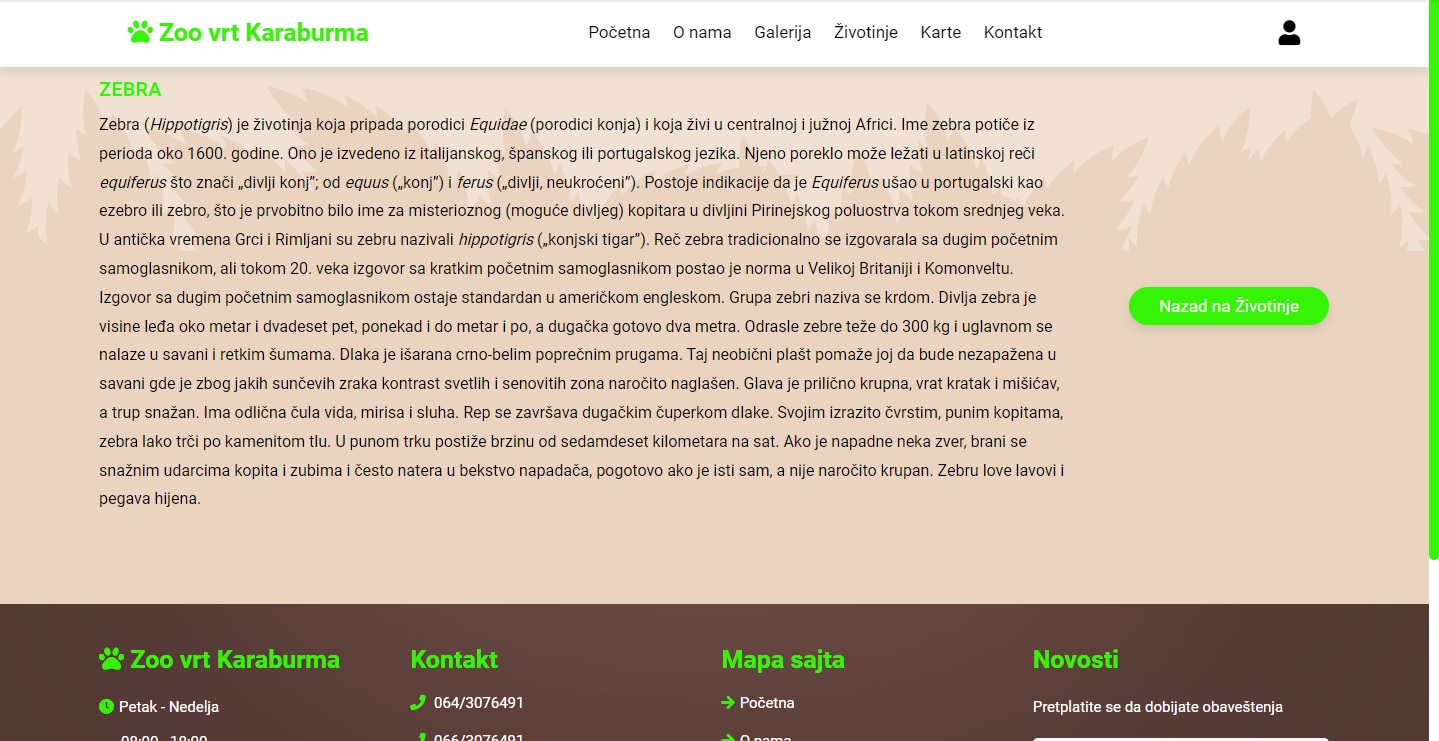 Zoo vrt Karaburma
Početna O nama Galerija Životinje Karte Kontakt
ZEBRA
Zebra (Hippotigris) je životinja koja pripada porodici Equidae (porodici konja) i koja živi u centralnoj i južnoj Africi. Ime zebra potiče iz
perioda oko 1600. godine. Ono je izvedeno iz italijanskog, španskog ili portugalskog jezika. Njeno poreklo može ležati u latinskoj reči
equiferus što znači „divlji konj”; od equus („konj”) i ferus („divlji, neukroćeni”). Postoje indikacije da je Equiferus ušao u portugalski kao
ezebro ili zebro, što je prvobitno bilo ime za misterioznog (moguće divljeg) kopitara u divljini Pirinejskog poluostrva tokom srednjeg veka.
U antička vremena Grci i Rimljani su zebru nazivali hippotigris („konjski tigar”). Reč zebra tradicionalno se izgovarala sa dugim početnim
samoglasnikom, ali tokom 20. veka izgovor sa kratkim početnim samoglasnikom postao je norma u Velikoj Britaniji i Komonveltu.
Izgovor sa dugim početnim samoglasnikom ostaje standardan u američkom engleskom. Grupa zebri naziva se krdom. Divlja zebra je
visine leđa oko metar i dvadeset pet, ponekad i do metar i po, a dugačka gotovo dva metra. Odrasle zebre teže do 300 kg i uglavnom se
nalaze u savani i retkim šumama. Dlaka je išarana crno-belim poprečnim prugama. Taj neobični plašt pomaže joj da bude nezapažena u
savani gde je zbog jakih sunčevih zraka kontrast svetlih i senovitih zona naročito naglašen. Glava je prilično krupna, vrat kratak i mišićav,
a trup snažan. Ima odlična čula vida, mirisa i sluha. Rep se završava dugačkim čuperkom dlake. Svojim izrazito čvrstim, punim kopitama,
zebra lako trči po kamenitom tlu. U punom trku postiže brzinu od sedamdeset kilometara na sat. Ako je napadne neka zver, brani se
snažnim udarcima kopita i zubima i često natera u bekstvo napadača, pogotovo ako je isti sam, a nije naročito krupan. Zebru love lavovi i
pegava hijena.
Nazad na Životinje
Zoo vrt Karaburma
Petak - Nedelja
08:00 - 18:00
Kontakt
064/3076491
066/3076491
Mapa sajta
Početna
O nama
Novosti
Pretplatite se da dobijate obaveštenja